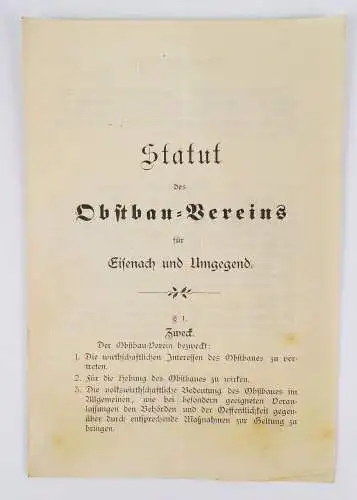 Statut
des
Obstbau-Vereins
für
Eisenach und Umgegend.
§ 1.
Zweck.
Der Obstbau-Verein bezweckt:
1. Die wirthschaftlichen Interessen des Obstbaues zu ver-
treten.
2. Für die Hebung des Obstbaues zu wirken.
3. Die volkswirthschaftliche Bedeutung des Obstbaues im
Allgemeinen, wie bei besondern geeigneten Veran-
lassungen den Behörden und der Oeffentlichkeit gegen-
über durch entsprechende Maßnahmen zur Geltung zu
bringen.